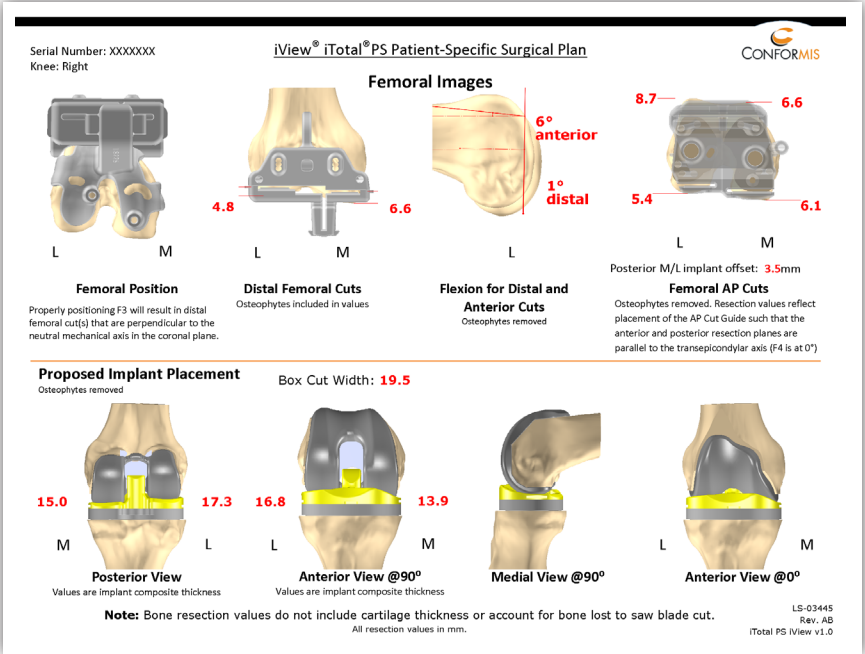 Serial Number: XXXXXXX
Knee: Right
iView® iTotal®PS Patient-Specific Surgical Plan
CONFORMIS
Femoral Images
4.8
6.6
6°
anterior
1°
distal
8.7
6.6
5.4
6.1
L M
L M
L
L M
Posterior M/L implant offset: 3.5mm
Femoral Position
Properly positioning F3 will result in distal
femoral cut(s) that are perpendicular to the
neutral mechanical axis in the coronal plane.
Distal Femoral Cuts
Osteophytes included in values
Flexion for Distal and
Anterior Cuts
Osteophytes removed
Femoral AP Cuts
Osteophytes removed. Resection values reflect
placement of the AP Cut Guide such that the
anterior and posterior resection planes are
parallel to the transepicondylar axis (F4 is at 0°)
Proposed Implant Placement
Osteophytes removed
Box Cut Width: 19.5
15.0
17.3
16.8
13.9
M L
L M
L M
Posterior View
Values are implant composite thickness
Anterior View @90⁰
Values are implant composite thickness
Medial View @90⁰
Anterior View @0⁰
Note: Bone resection values do not include cartilage thickness or account for bone lost to saw blade cut.
All resection values in mm.
LS-03445
Rev. AB
iTotal PS iView v1.0